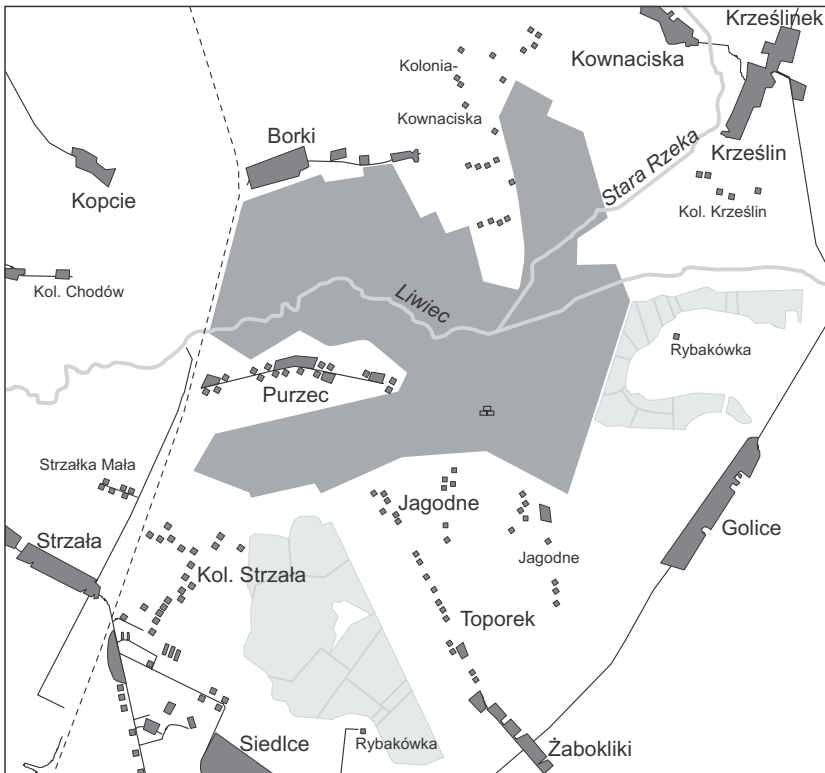 Krześlinek
Kolonia-
Kownaciska
Kownaciska
Borki
Krześlin
Stara Rzeka
Kopcie
Kol. Krześlin
Kol. Chodów
Liwiec
Rybakówka
Purzec
Strzałka Mała
Jagodne
Golice
Strzała
Jagodne
Kol. Strzała
Toporek
Siedlce
Rybakówka
Żabokliki